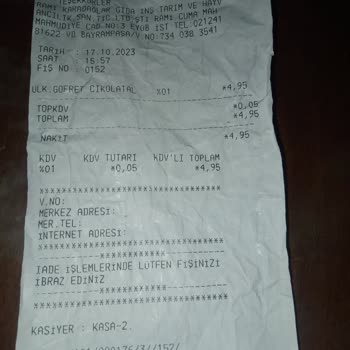 TEŞEKKÜRLER
RAMİ KARADAĞLAR GIDA İNŞ TARIM VE HAYV
ANCILIK SAN.TİC.LTD.ŞTİ RAMİ CUMA MAH
MAHMUDİYE CAD.NO:3 EYÜB İST TEL 021241
81622 VD BAYRAMPAŞA/V.NO 734 038 3541
TARİH : 17.10.2023
SAAT : 15:57
FİŞ NO : 0152
ÜLK.GOFRET ÇİKOLATAL %01 *4,95
TOPKDV *0,05
TOPLAM *4,95
NAKİT *4,95
KDV KDV TUTARI KDV'Lİ TOPLAM
%01 *0,05 *4,95
V.NO:
MERKEZ ADRESİ:
MER.TEL:
İNTERNET ADRESİ:
İADE İŞLEMLERİNDE LÜTFEN FİŞİNİZİ
İBRAZ EDİNİZ
KASİYER : KASA-2.